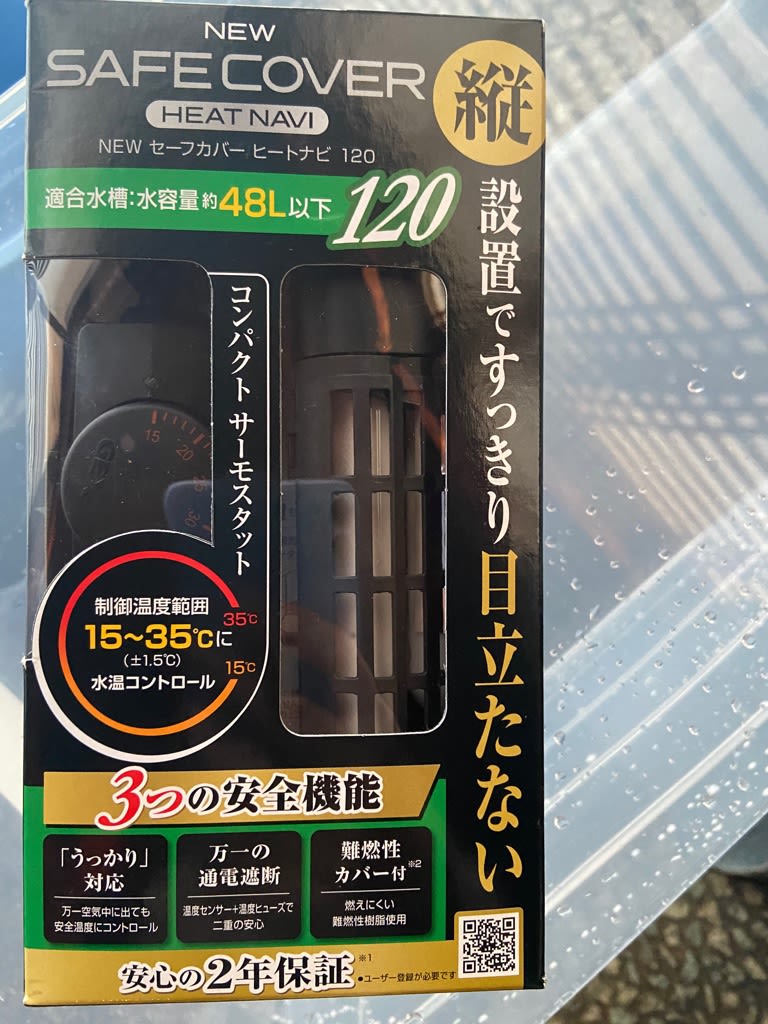 NEW
SAFE COVER
HEAT NAVI
NEW セーフカバー ヒートナビ 120
適合水槽:水容量約48L以下
120
縦
設置ですっきり目立たない
コンパクト サーモスタット
GEX
15
20
25
30
制御温度範囲
15~35℃に
(±1.5℃)
水温コントロール
35℃
15℃
3つの安全機能
「うっかり」
対応
万一空気中に出ても
安全温度にコントロール
万一の
通電遮断
温度センサー+温度ヒューズで
二重の安心
難燃性
カバー付※2
燃えにくい
難燃性樹脂使用
安心の2年保証※1
•ユーザー登録が必要です